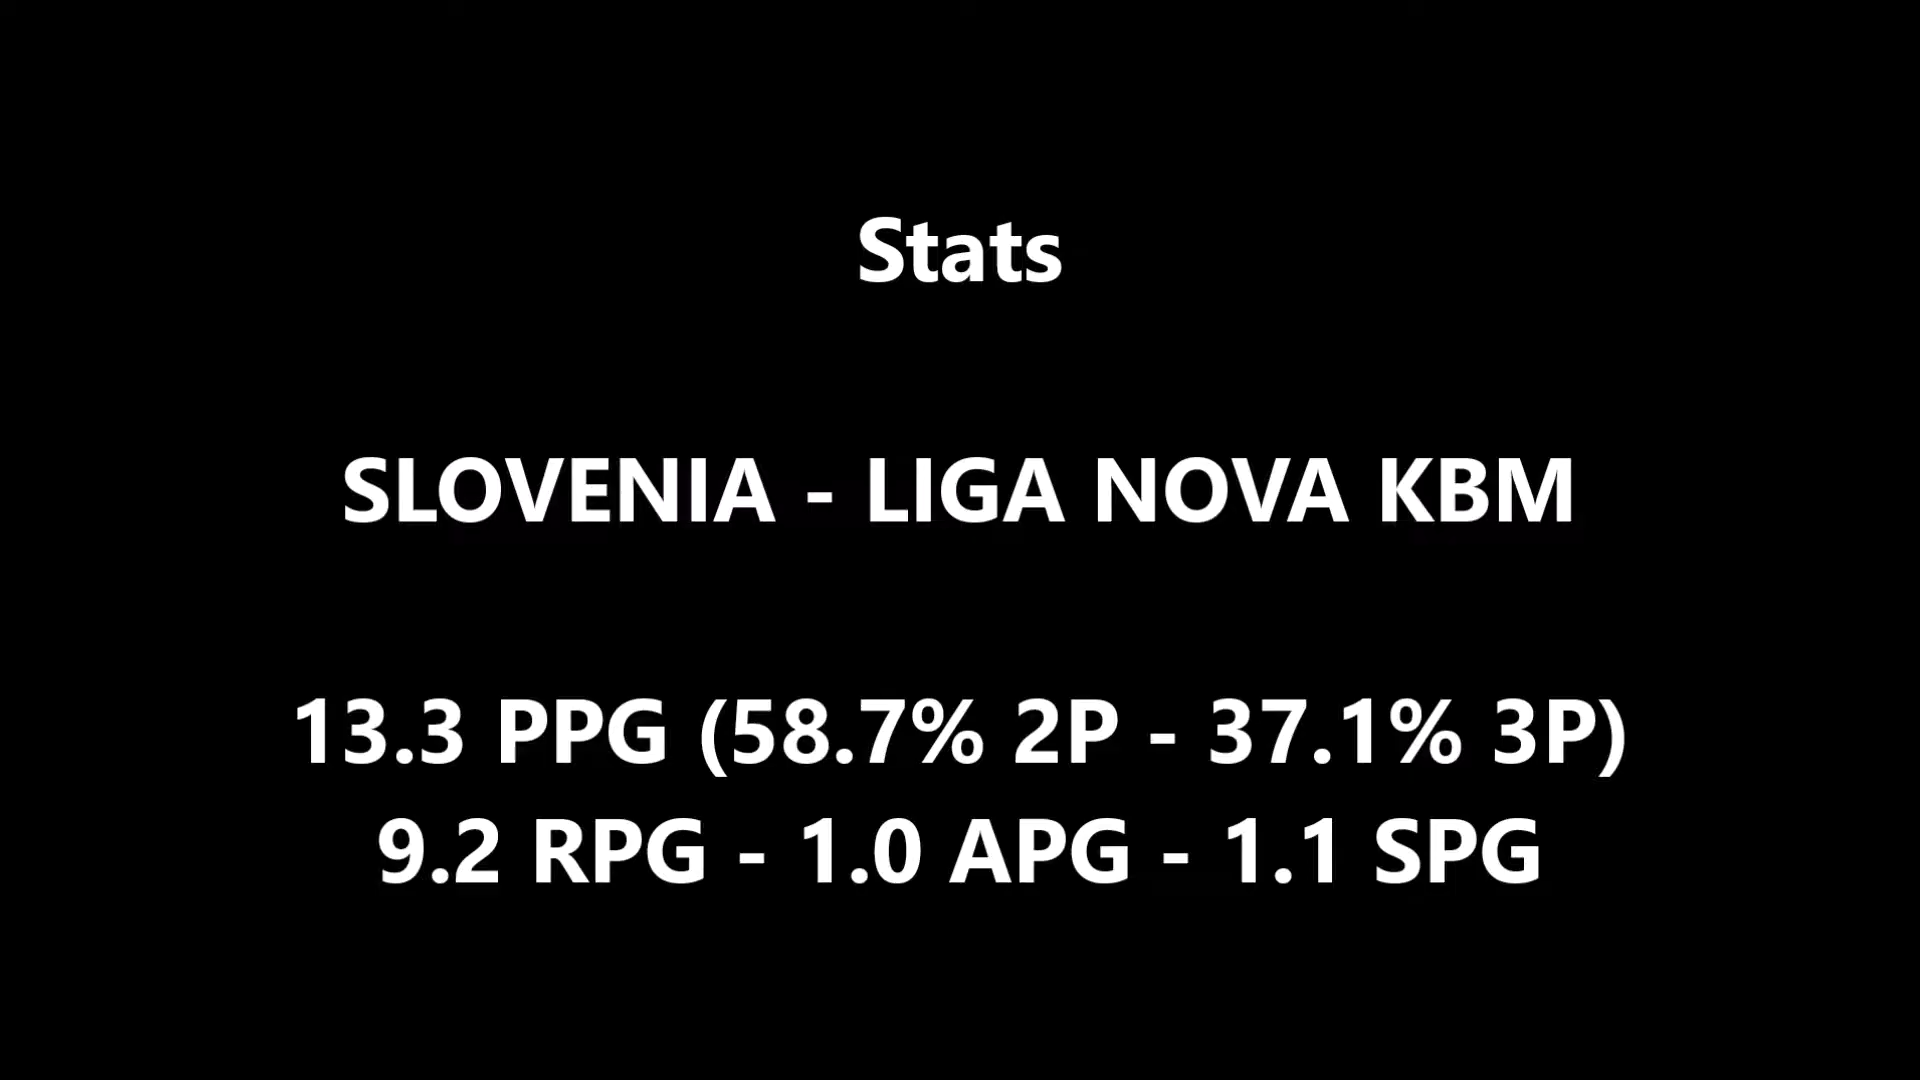 Stats
SLOVENIA - LIGA NOVA KBM
13.3 PPG (58.7% 2P - 37.1% 3P)
9.2 RPG - 1.0 APG - 1.1 SPG